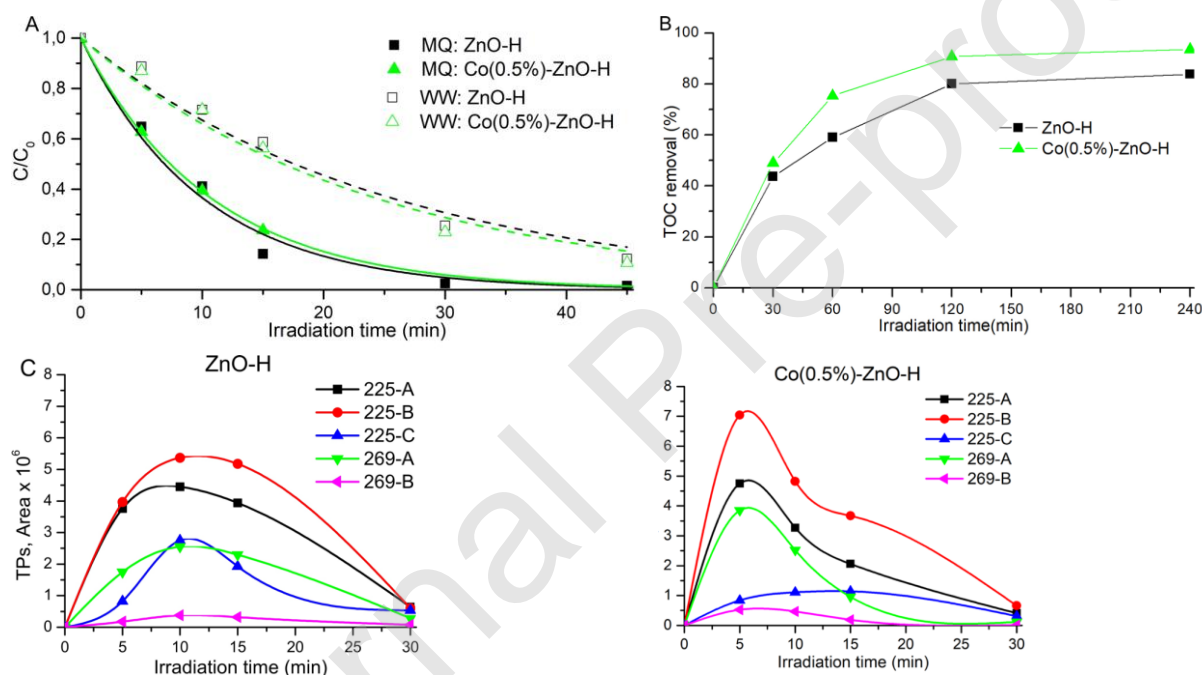 A
1,0
0,8
0,6
0,4
0,2
0,0
C/C0
0
10
20
30
40
Irradiation time (min)
MQ: ZnO-H
MQ: Co(0.5%)-ZnO-H
WW: ZnO-H
WW: Co(0.5%)-ZnO-H
B
100
80
60
40
20
0
TOC removal (%)
0 30 60 90 120 150 180 210 240
Irradiation time(min)
ZnO-H
Co(0.5%)-ZnO-H
C
ZnO-H
8
7
6
5
4
3
2
1
0
TPs, Area x 10^6
0 5 10 15 20 25 30
Irradiation time (min)
225-A
225-B
225-C
269-A
269-B
Co(0.5%)-ZnO-H
8
7
6
5
4
3
2
1
0
0 5 10 15 20 25 30
Irradiation time (min)
225-A
225-B
225-C
269-A
269-B
rnal Pre-pro